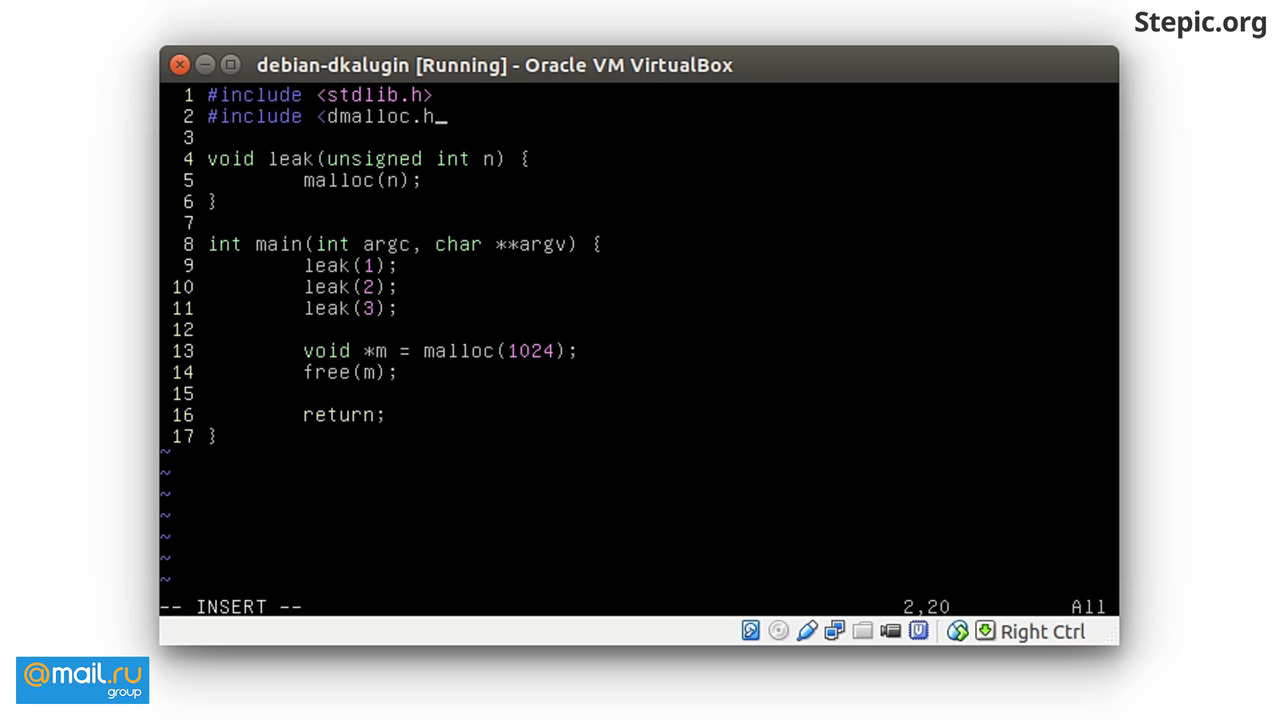 Stepic.org
debian-dkalugin [Running] - Oracle VM VirtualBox
1 #include <stdlib.h>
2 #include <dmalloc.h_
3
4 void leak(unsigned int n) {
5         malloc(n);
6 }
7
8 int main(int argc, char **argv) {
9         leak(1);
10         leak(2);
11         leak(3);
12
13         void *m = malloc(1024);
14         free(m);
15
16         return;
17 }
~
~
~
~
~
~
~
-- INSERT -- 2,20 All
Right Ctrl
@mail.ru
group